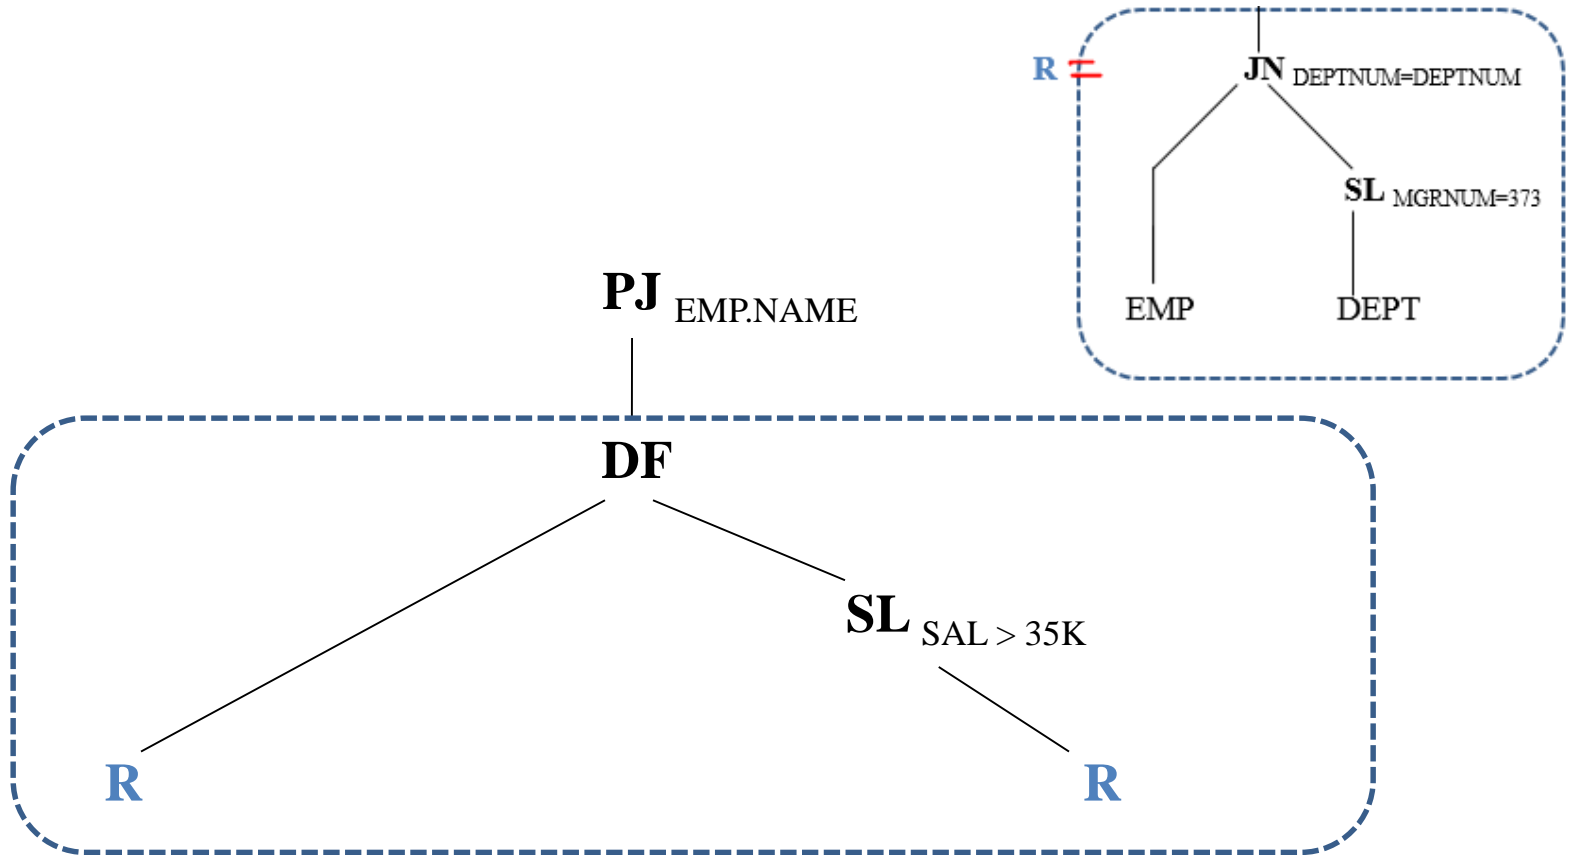 R = JN DEPTNUM=DEPTNUM
SL MGRNUM=373
EMP DEPT
PJ EMP.NAME
DF
SL SAL > 35K
R R